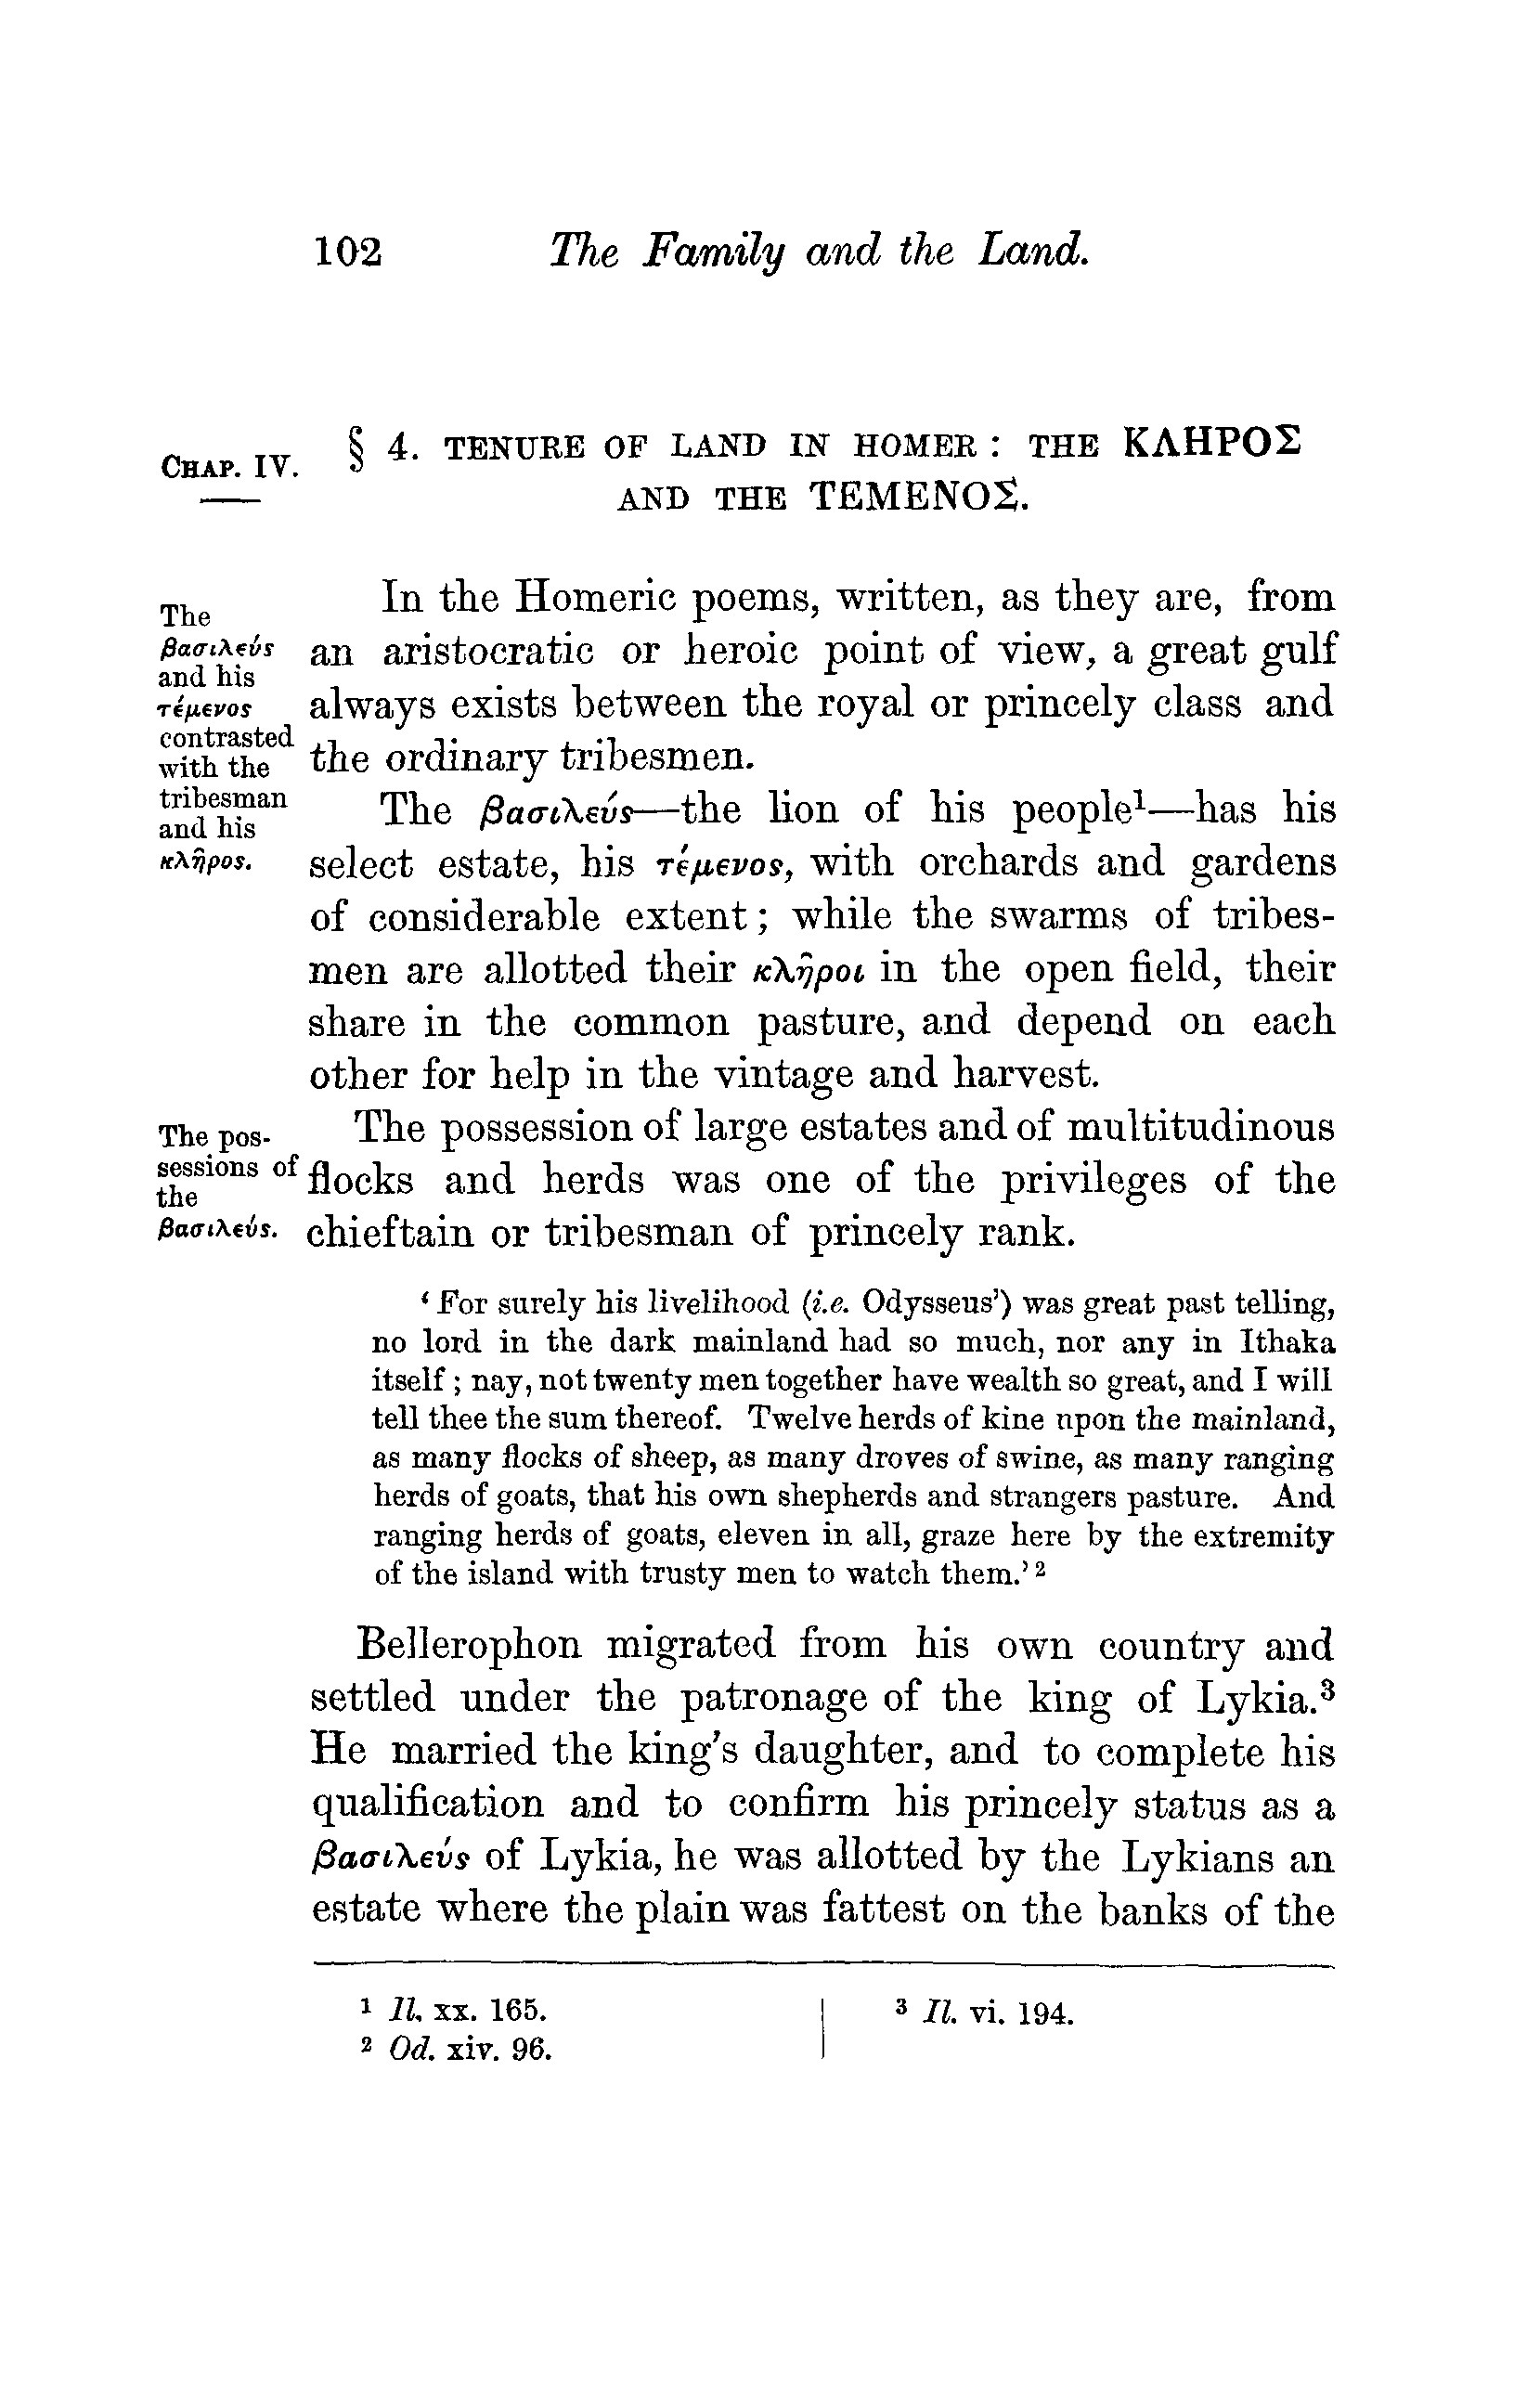 102 The Family and the Land.
CHAP. IV.
§ 4. TENURE OF LAND IN HOMER : THE ΚΛΗΡΟΣ
AND THE ΤΕΜΕΝΟΣ.
The
βασιλεύς
and his
τέμενος
contrasted
with the
tribesman
and his
κλῆρος.
In the Homeric poems, written, as they are, from
an aristocratic or heroic point of view, a great gulf
always exists between the royal or princely class and
the ordinary tribesmen.
The βασιλεύς—the lion of his people¹—has his
select estate, his τέμενος, with orchards and gardens
of considerable extent; while the swarms of tribes-
men are allotted their κλῆροι in the open field, their
share in the common pasture, and depend on each
other for help in the vintage and harvest.
The pos-
sessions of
the
βασιλεύς.
The possession of large estates and of multitudinous
flocks and herds was one of the privileges of the
chieftain or tribesman of princely rank.
‘For surely his livelihood (i.e. Odysseus’) was great past telling,
no lord in the dark mainland had so much, nor any in Ithaka
itself; nay, not twenty men together have wealth so great, and I will
tell thee the sum thereof. Twelve herds of kine upon the mainland,
as many flocks of sheep, as many droves of swine, as many ranging
herds of goats, that his own shepherds and strangers pasture. And
ranging herds of goats, eleven in all, graze here by the extremity
of the island with trusty men to watch them.’ ²
Bellerophon migrated from his own country and
settled under the patronage of the king of Lykia.³
He married the king's daughter, and to complete his
qualification and to confirm his princely status as a
βασιλεύς of Lykia, he was allotted by the Lykians an
estate where the plain was fattest on the banks of the
¹ Il. xx. 165.
² Od. xiv. 96.
³ Il. vi. 194.